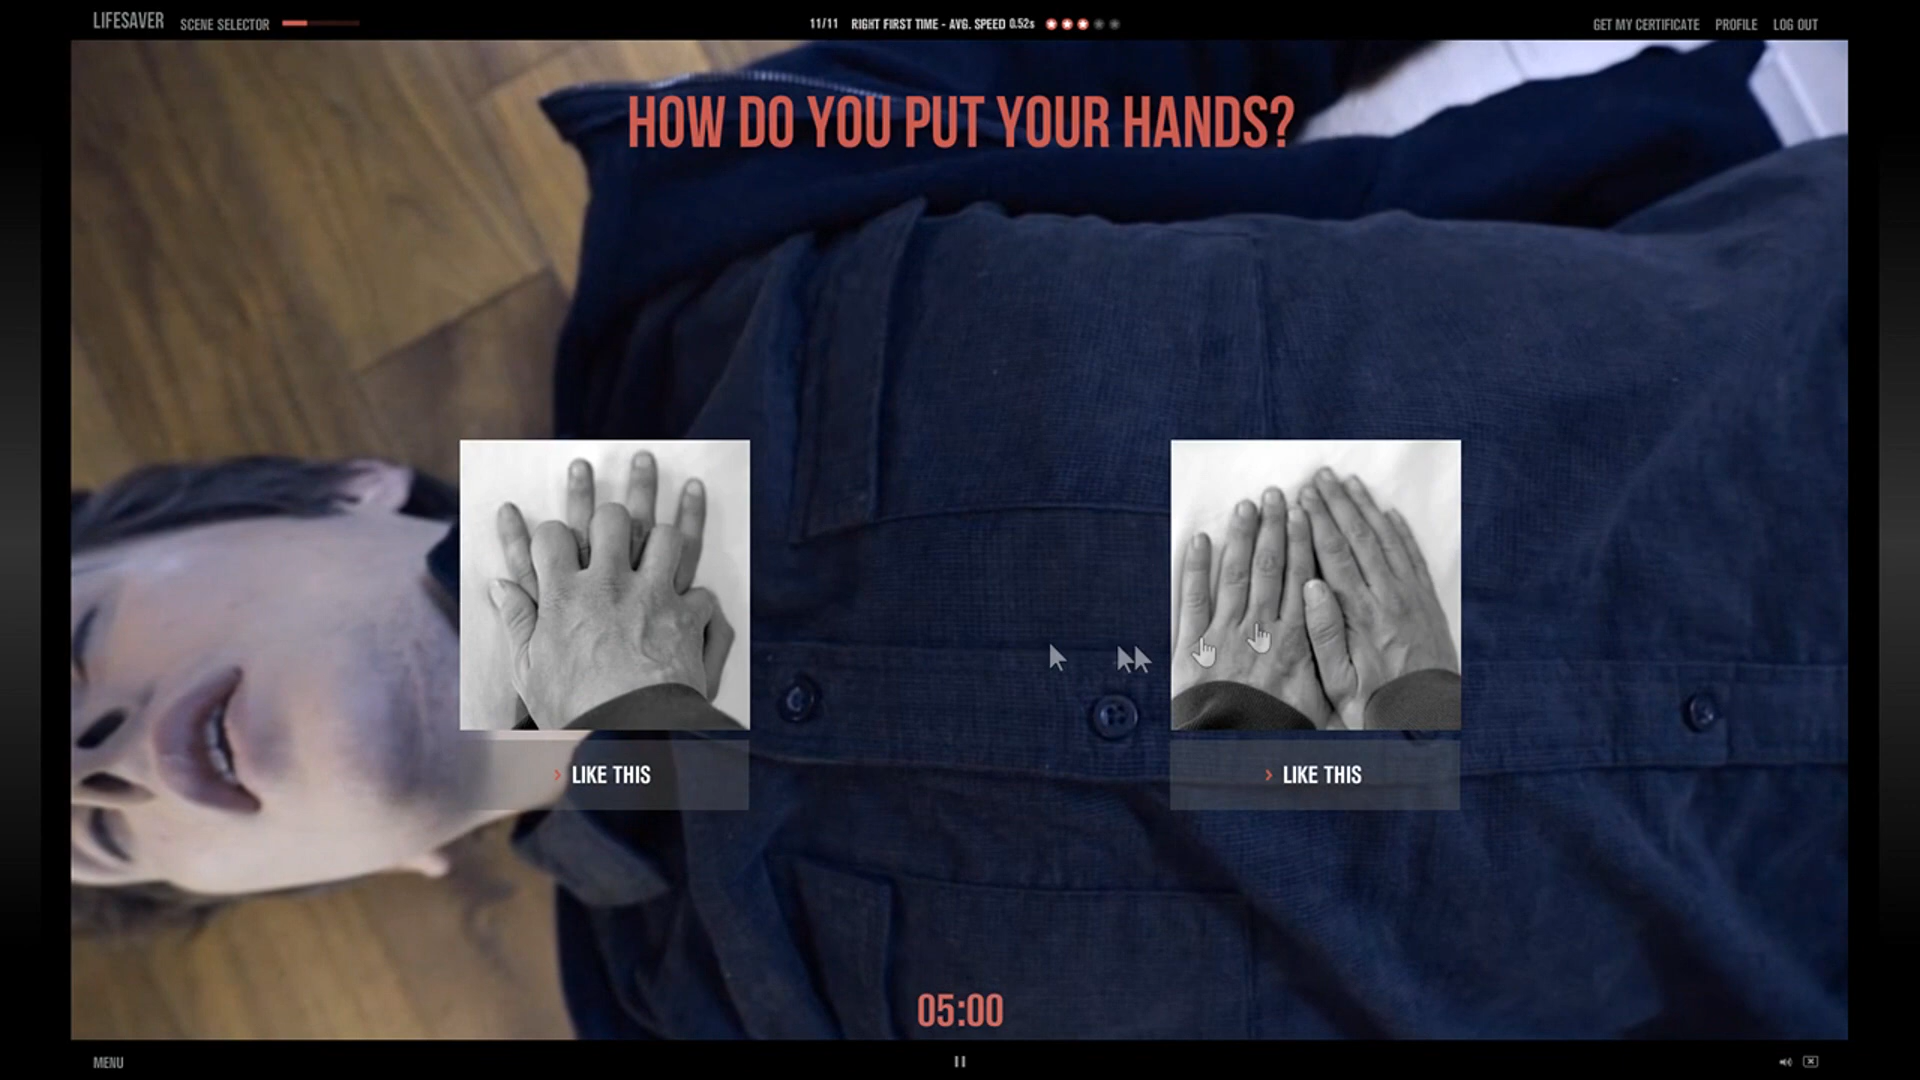 LIFESAVER SCENE SELECTOR
11/11 RIGHT FIRST TIME - AVG. SPEED 0.52s
GET MY CERTIFICATE PROFILE LOG OUT
HOW DO YOU PUT YOUR HANDS?
› LIKE THIS
› LIKE THIS
05:00
MENU